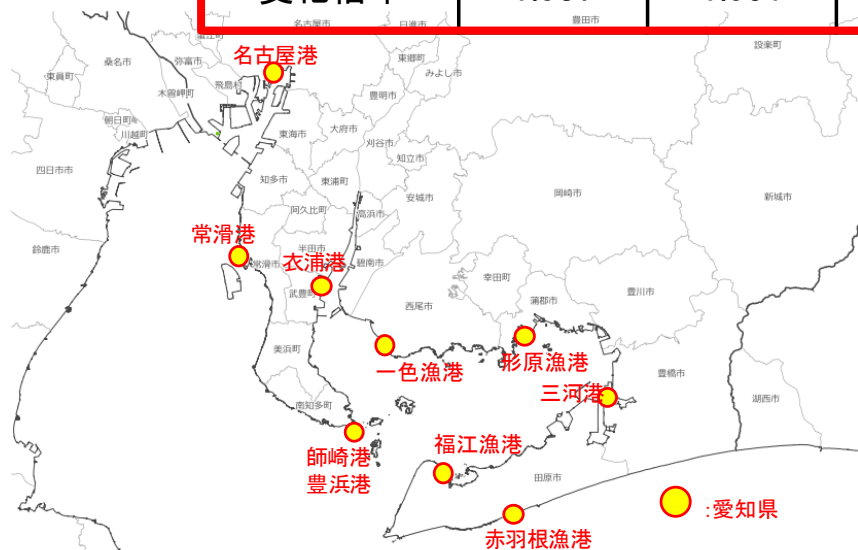 名古屋市
日進市
豊田市
設楽町
名古屋港
東郷町
みよし市
桑名市
弥富市
飛島村
東員町
木曽岬町
豊明市
朝日町
川越町
東海市
大府市
刈谷市
知立市
四日市市
知多市
東浦町
安城市
岡崎市
新城市
阿久比町
高浜市
常滑港
半田市
鈴鹿市
常滑市
衣浦港
碧南市
幸田町
豊川市
武豊町
西尾市
蒲郡市
美浜町
一色漁港
形原漁港
豊橋市
三河港
湖西市
南知多町
師崎港
豊浜港
福江漁港
田原市
:愛知県
赤羽根漁港